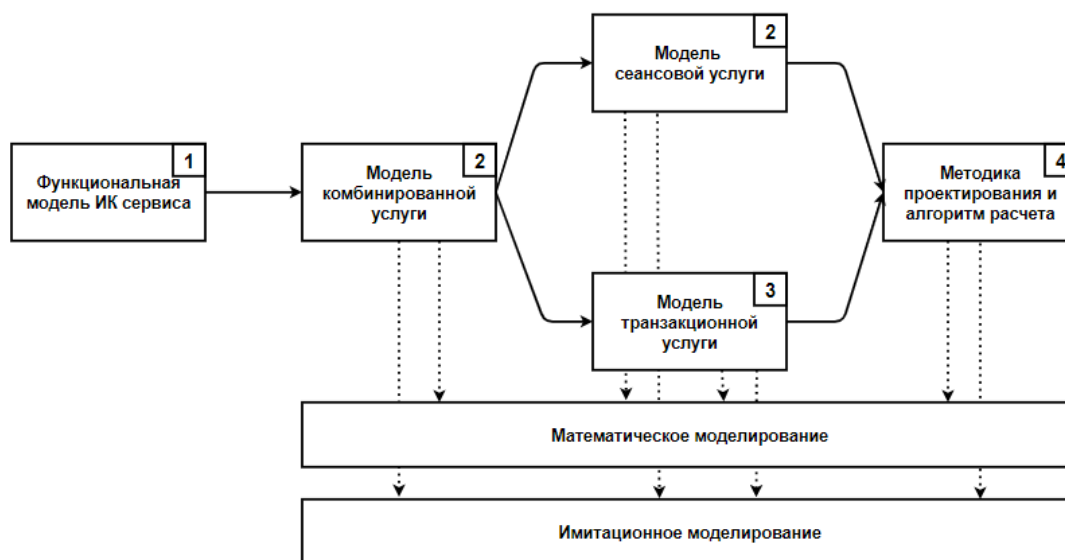 2
Модель
сеансовой услуги
1
Функциональная
модель ИК сервиса
2
Модель
комбинированной
услуги
4
Методика
проектирования и
алгоритм расчета
3
Модель
транзакционной
услуги
Математическое моделирование
Имитационное моделирование